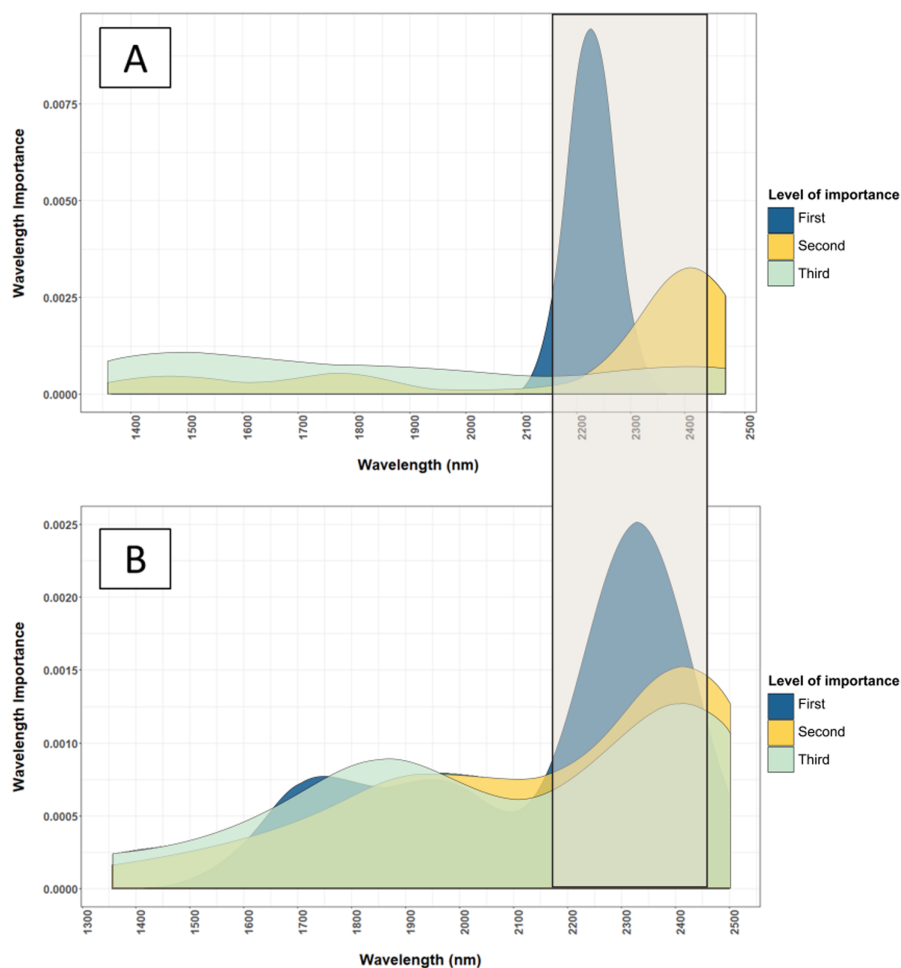 A
0.0075
0.0050
0.0025
0.0000
Wavelength Importance
1400 1500 1600 1700 1800 1900 2000 2100 2200 2300 2400 2500
Wavelength (nm)
Level of importance
First
Second
Third
B
0.0025
0.0020
0.0015
0.0010
0.0005
0.0000
Wavelength Importance
1300 1400 1500 1600 1700 1800 1900 2000 2100 2200 2300 2400 2500
Wavelength (nm)
Level of importance
First
Second
Third